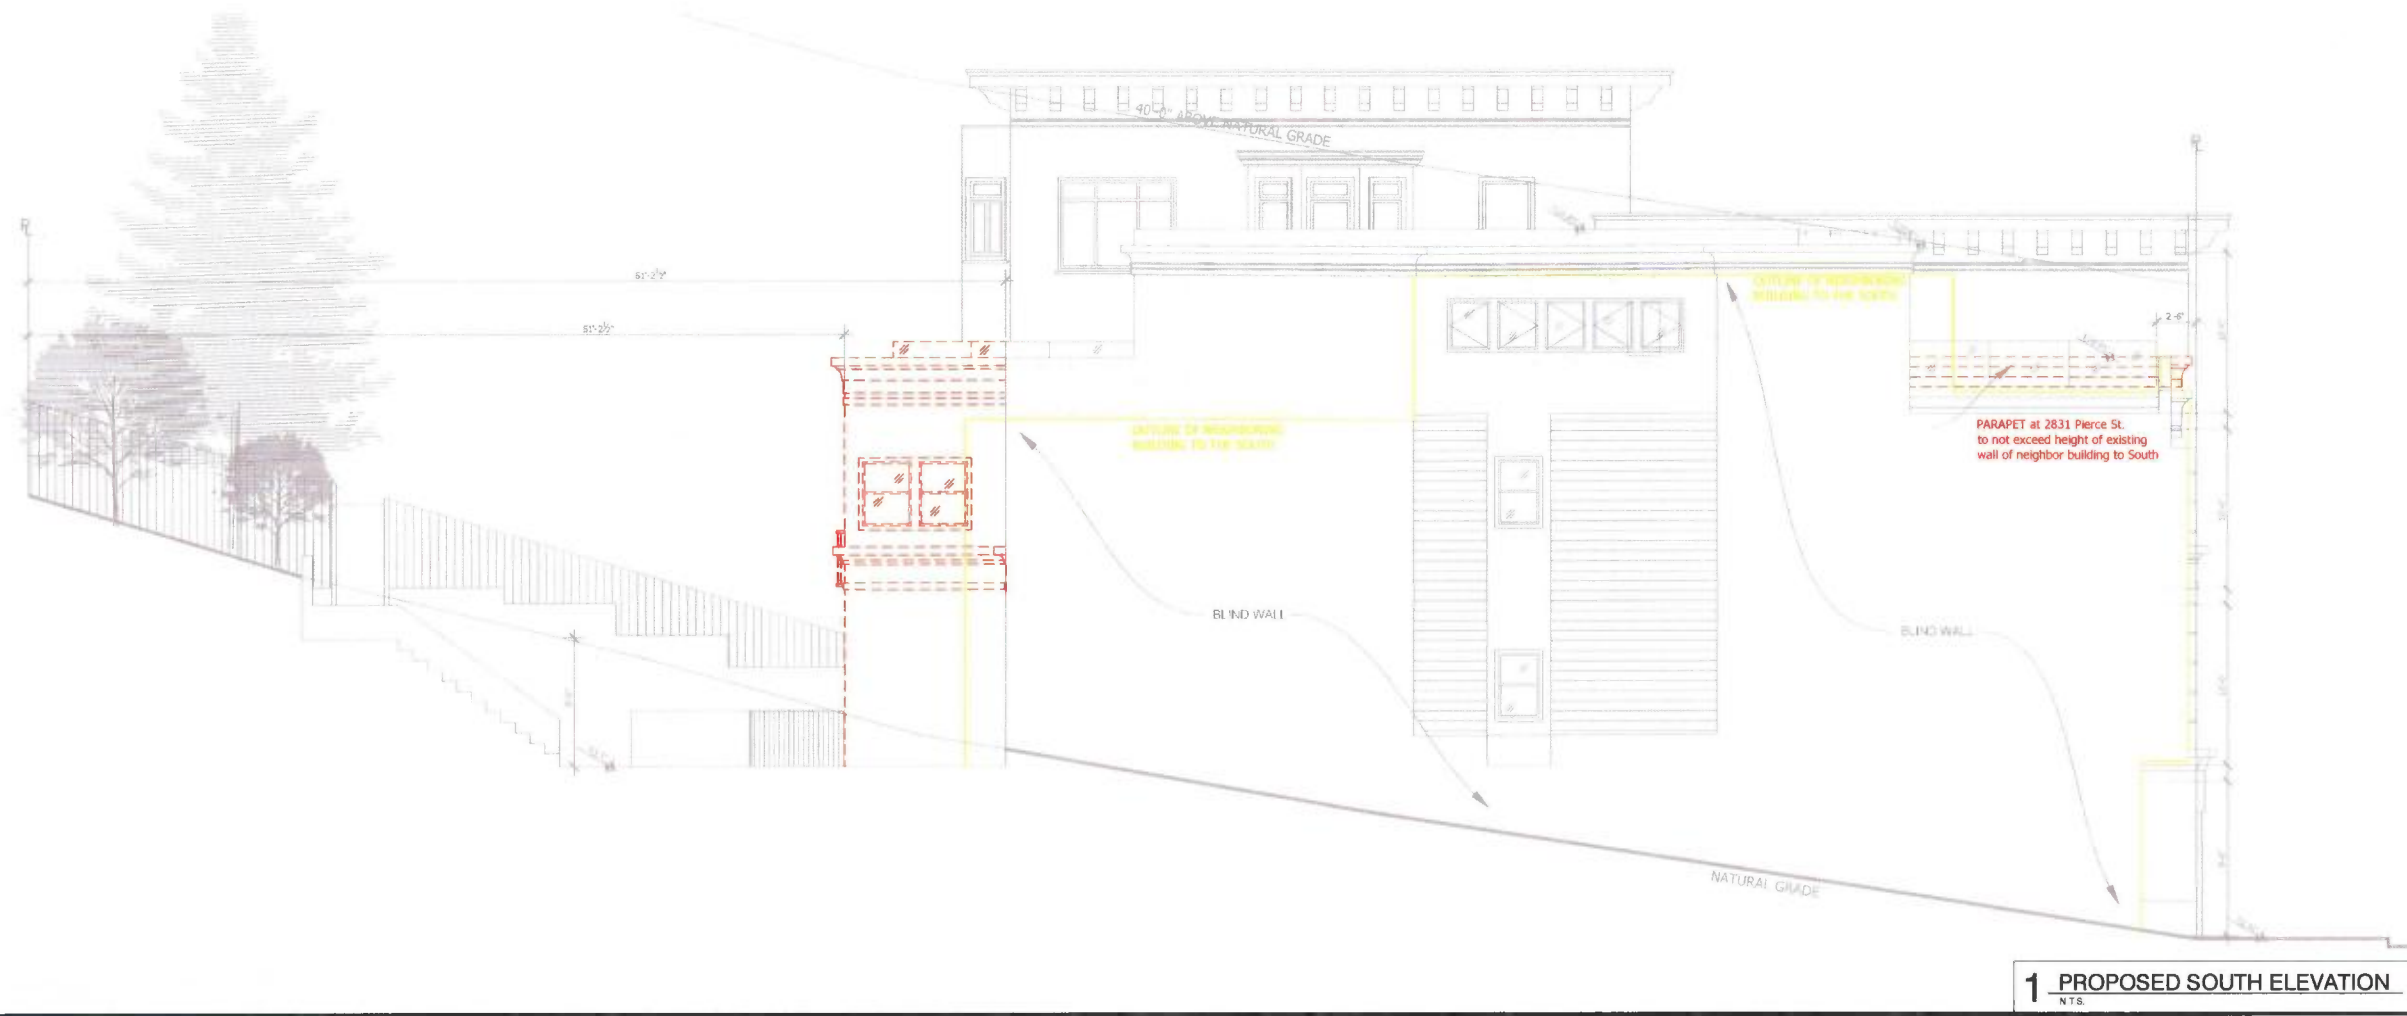 40'-0" ABOVE NATURAL GRADE
61'-2½"
51'-2½"
OUTLINE OF NEIGHBORING
BUILDING TO THE SOUTH
2'-6"
OUTLINE OF NEIGHBORING
BUILDING TO THE SOUTH
PARAPET at 2831 Pierce St.
to not exceed height of existing
wall of neighbor building to South
BLIND WALL
BLIND WALL
NATURAL GRADE
1 PROPOSED SOUTH ELEVATION
N.T.S.